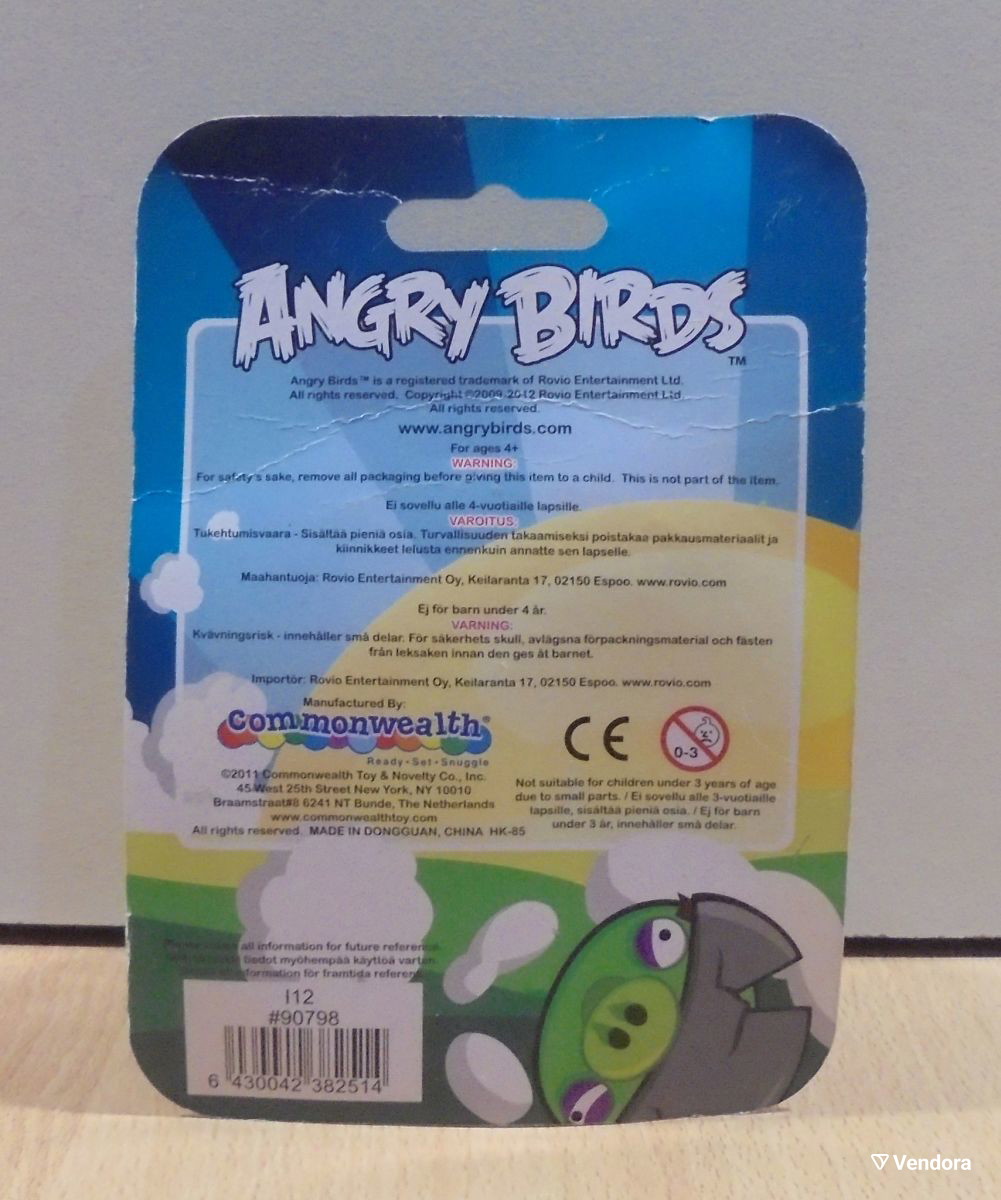 ANGRY BIRDS
TM
Angry Birds™ is a registered trademark of Rovio Entertainment Ltd.
All rights reserved. Copyright ©2009-2012 Rovio Entertainment Ltd.
All rights reserved.
www.angrybirds.com
For ages 4+
WARNING:
For safety's sake, remove all packaging before giving this item to a child. This is not part of the item.
Ei sovellu alle 4-vuotiaille lapsille.
VAROITUS:
Tukehtumisvaara - Sisältää pieniä osia. Turvallisuuden takaamiseksi poistakaa pakkausmateriaalit ja
kiinnikkeet lelusta ennenkuin annatte sen lapselle.
Maahantuoja: Rovio Entertainment Oy, Keilaranta 17, 02150 Espoo. www.rovio.com
Ej för barn under 4 år.
VARNING:
Kvävningsrisk - innehåller små delar. För säkerhets skull, avlägsna förpackningsmaterial och fästen
från leksaken innan den ges åt barnet.
Importör: Rovio Entertainment Oy, Keilaranta 17, 02150 Espoo. www.rovio.com
Manufactured By:
commonwealth®
Ready • Set • Snuggle
©2011 Commonwealth Toy & Novelty Co., Inc.
45 West 25th Street New York, NY 10010
Braamstraat#8 6241 NT Bunde, The Netherlands
www.commonwealthtoy.com
All rights reserved. MADE IN DONGGUAN, CHINA HK-85
CE
0-3
Not suitable for children under 3 years of age
due to small parts. / Ei sovellu alle 3-vuotiaille
lapsille, sisältää pieniä osia. / Ej för barn
under 3 år, innehåller små delar.
all information for future referen
tiedot myöhempää käyttöä varten
formation för framtida referen
I12
#90798
6 430042 382514
Vendora